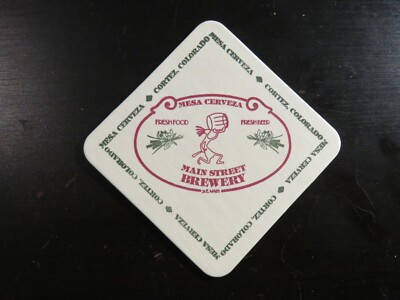 MESA CERVEZA
FRESH FOOD
FRESH BEER
MAIN STREET
BREWERY
MESA CERVEZA
CORTEZ, COLORADO
MESA CERVEZA
CORTEZ, COLORADO
MESA CERVEZA
CORTEZ, COLORADO
MESA CERVEZA
CORTEZ, COLORADO